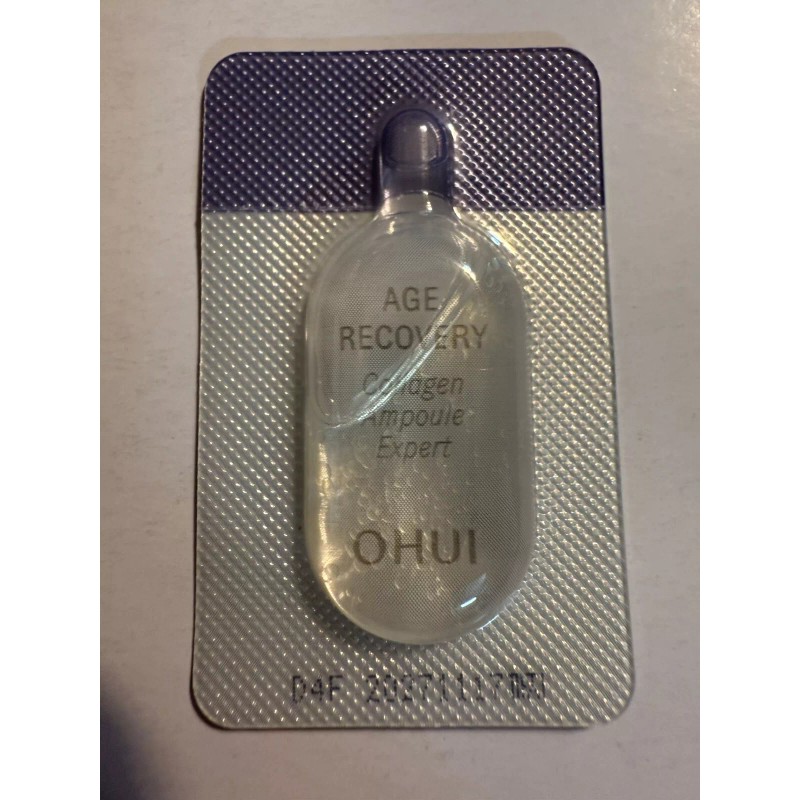 AGE
RECOVERY
Collagen
Ampoule
Expert
OHUI
D4F 20271117